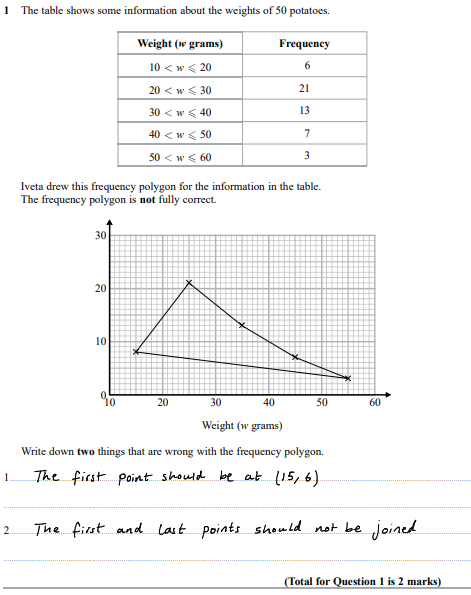 1 The table shows some information about the weights of 50 potatoes.
Weight (w grams) Frequency
10 < w ⩽ 20 6
20 < w ⩽ 30 21
30 < w ⩽ 40 13
40 < w ⩽ 50 7
50 < w ⩽ 60 3
Iveta drew this frequency polygon for the information in the table.
The frequency polygon is not fully correct.
30
20
10
0
10 20 30 40 50 60
Weight (w grams)
Write down two things that are wrong with the frequency polygon.
1 The first point should be at (15, 6)
2 The first and last points should not be joined
(Total for Question 1 is 2 marks)